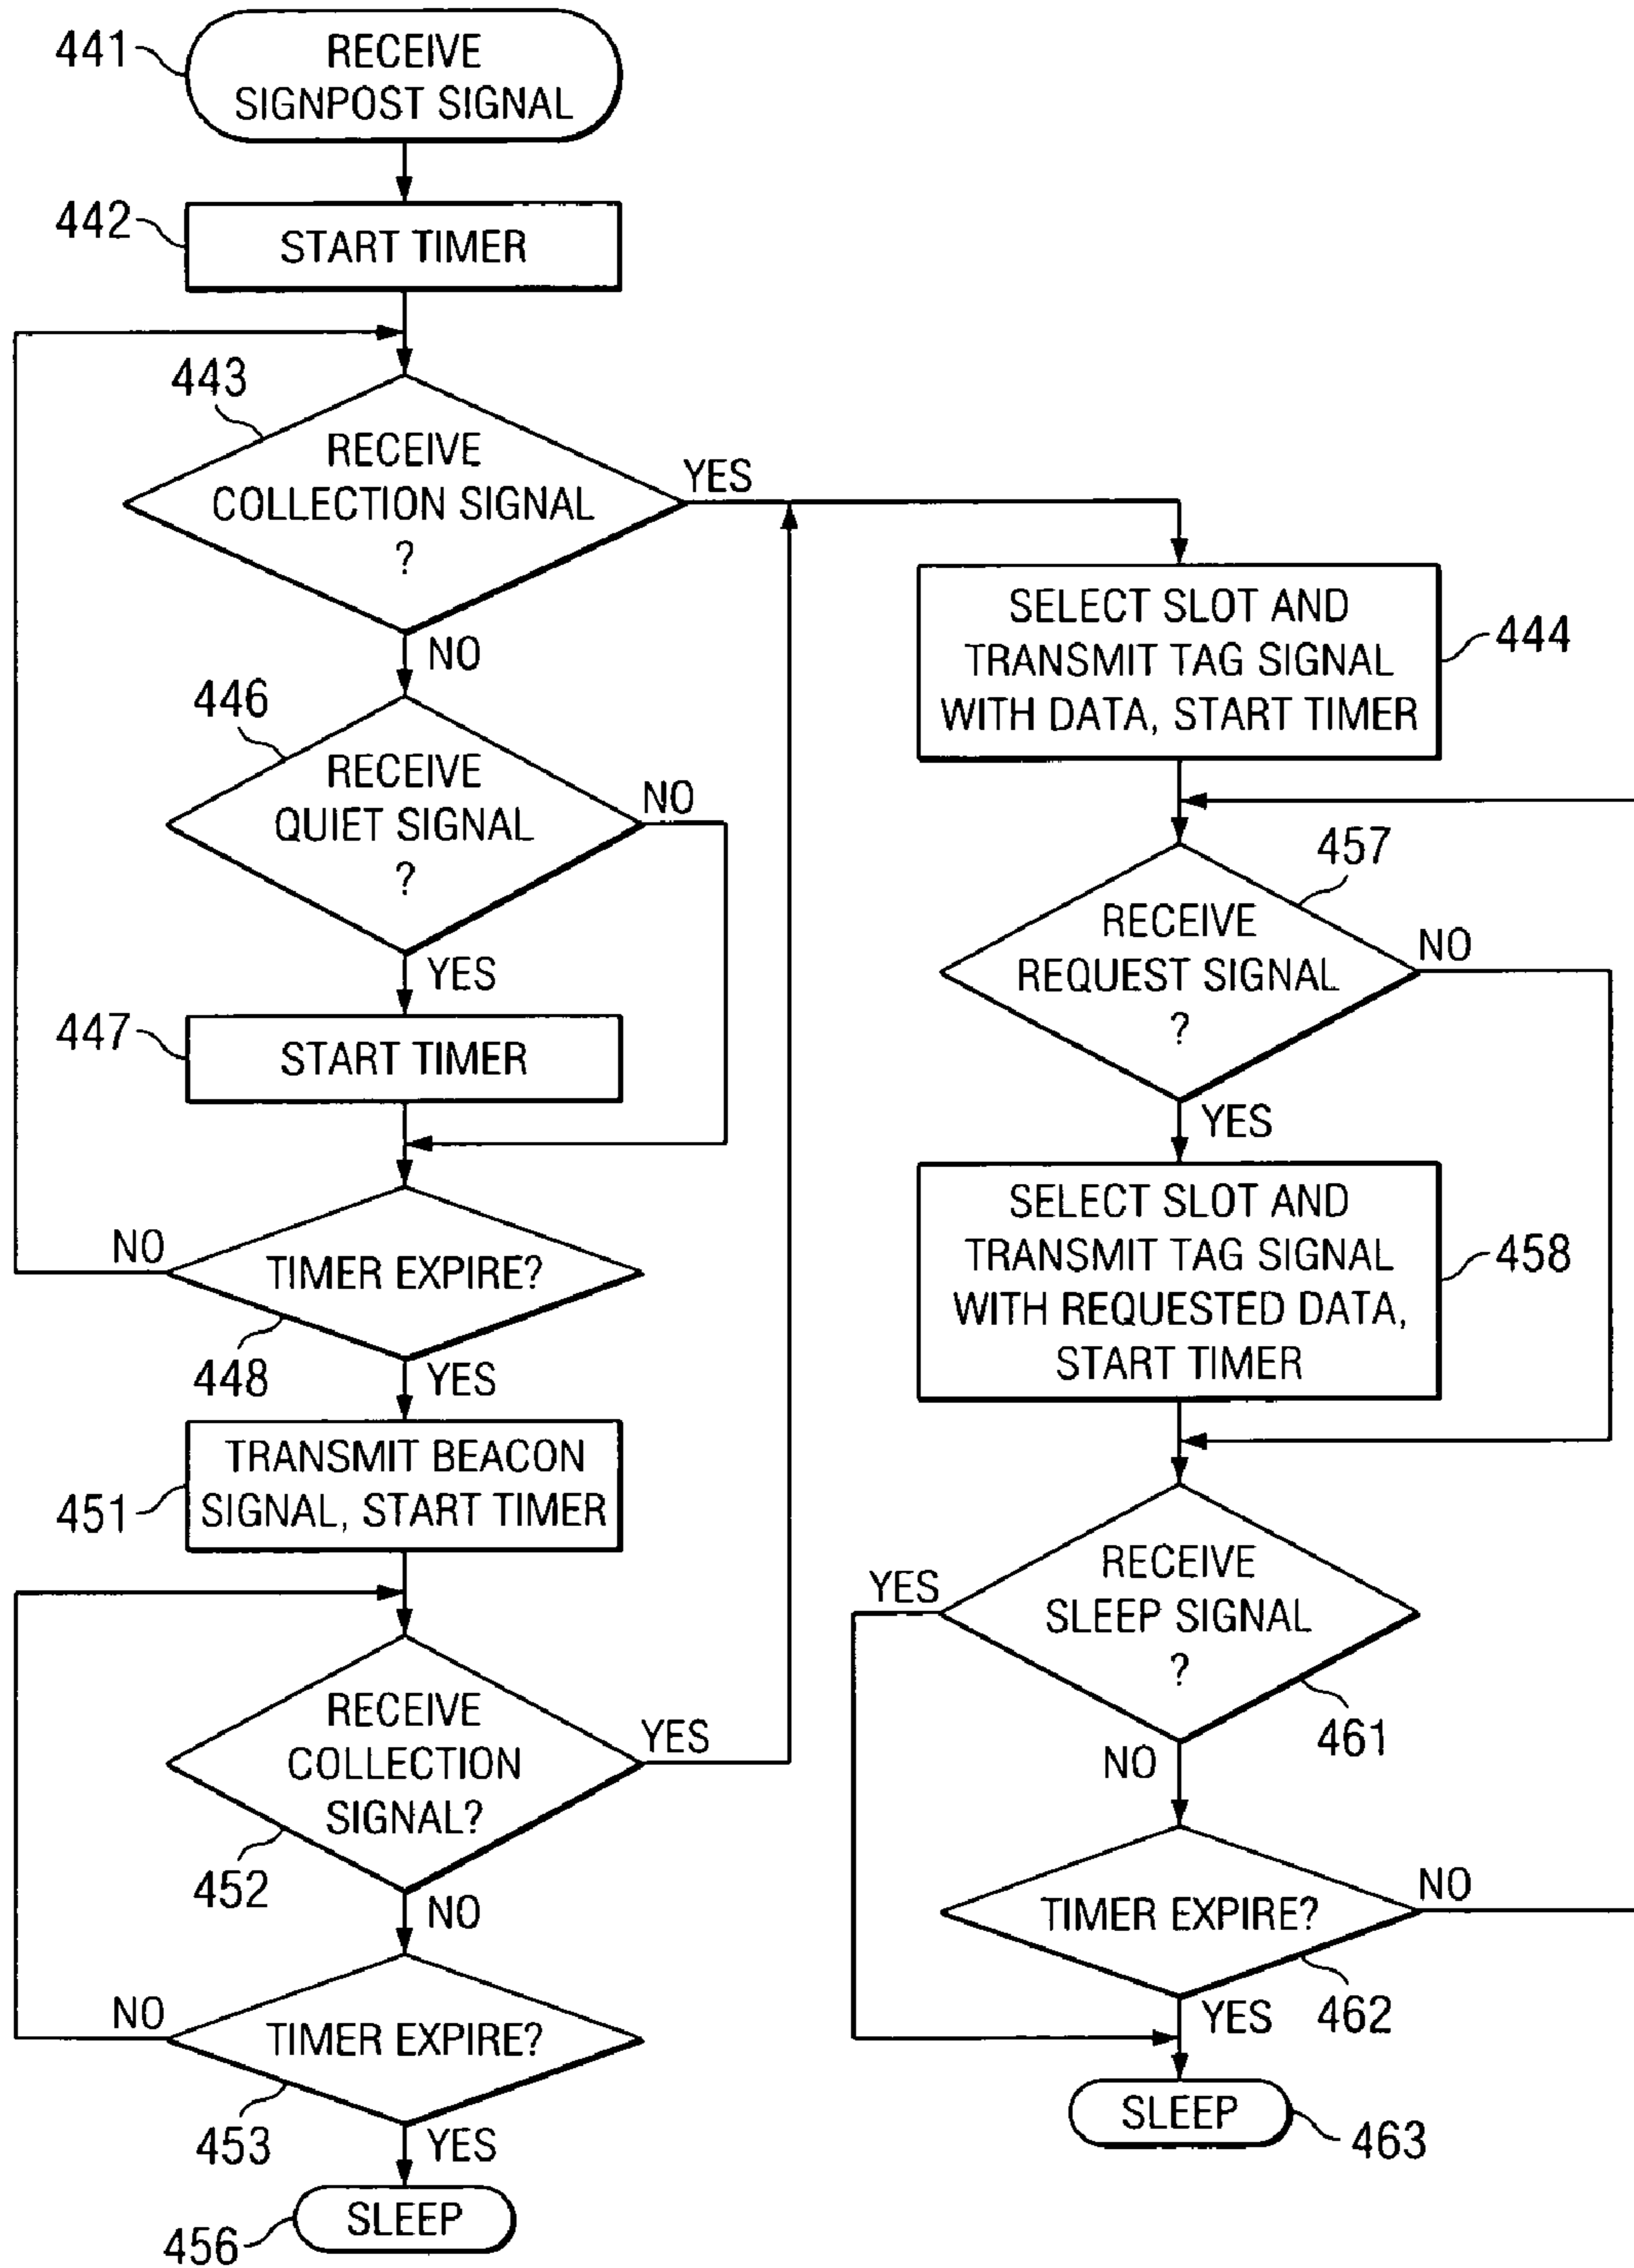 441
RECEIVE
SIGNPOST SIGNAL
442
START TIMER
443
RECEIVE
COLLECTION SIGNAL
?
YES
NO
446
RECEIVE
QUIET SIGNAL
?
NO
YES
447
START TIMER
NO
TIMER EXPIRE?
448
YES
TRANSMIT BEACON
SIGNAL, START TIMER
451
RECEIVE
COLLECTION
SIGNAL?
YES
452
NO
NO
TIMER EXPIRE?
453
YES
SLEEP
456
SELECT SLOT AND
TRANSMIT TAG SIGNAL
WITH DATA, START TIMER
444
457
RECEIVE
REQUEST SIGNAL
?
NO
YES
SELECT SLOT AND
TRANSMIT TAG SIGNAL
WITH REQUESTED DATA,
START TIMER
458
YES
RECEIVE
SLEEP SIGNAL
?
461
NO
TIMER EXPIRE?
NO
462
YES
SLEEP
463